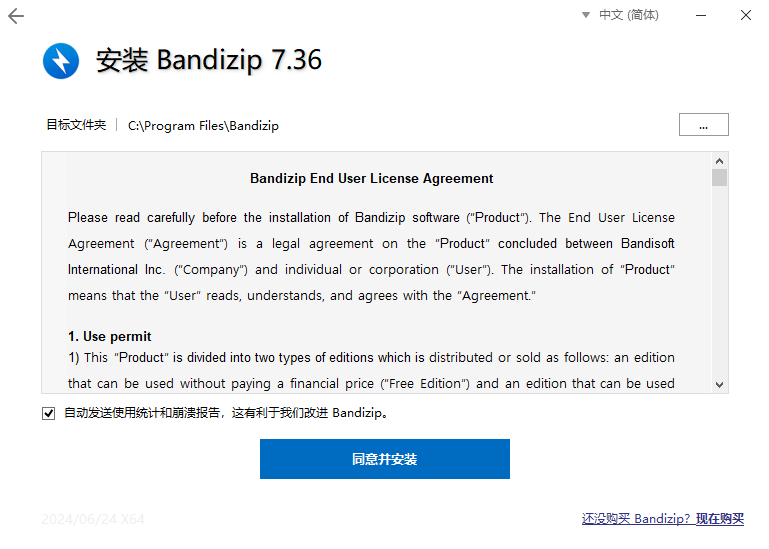 中文 (简体)
安装 Bandizip 7.36
目标文件夹 C:\Program Files\Bandizip ...
Bandizip End User License Agreement
Please read carefully before the installation of Bandizip software (“Product”). The End User License
Agreement (“Agreement”) is a legal agreement on the “Product” concluded between Bandisoft
International Inc. (“Company”) and individual or corporation (“User”). The installation of “Product”
means that the “User” reads, understands, and agrees with the “Agreement.”
1. Use permit
1) This “Product” is divided into two types of editions which is distributed or sold as follows: an edition
that can be used without paying a financial price (“Free Edition”) and an edition that can be used
自动发送使用统计和崩溃报告，这有利于我们改进 Bandizip。
同意并安装
2024/06/24 X64
还没购买 Bandizip? 现在购买